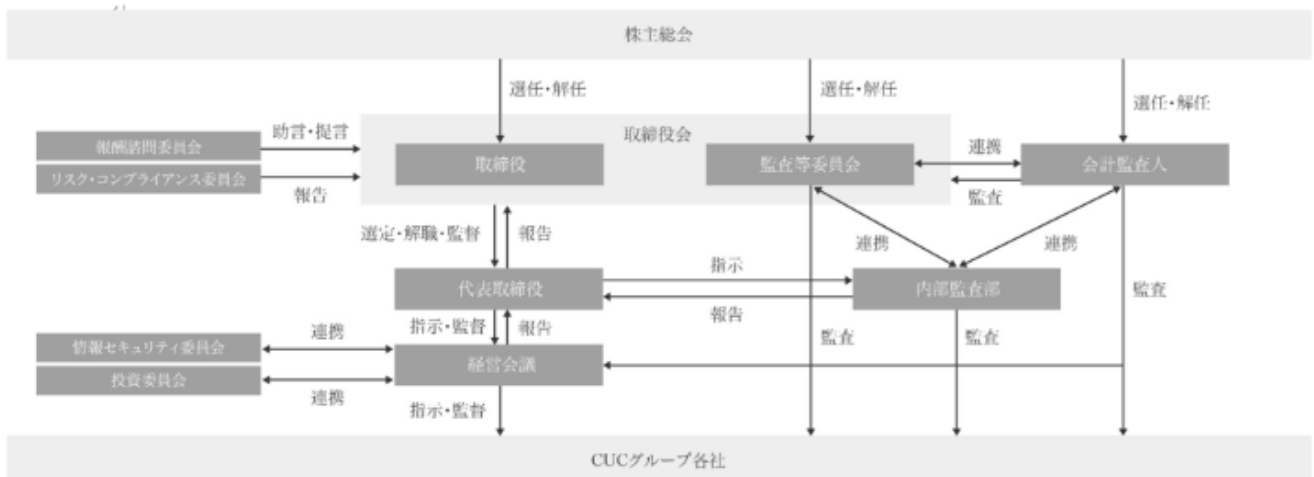 株主総会
選任・解任
選任・解任
選任・解任
取締役会
助言・提言
報酬諮問委員会
リスク・コンプライアンス委員会
報告
取締役
監査等委員会
連携
監査
会計監査人
選定・解職・監督
報告
連携
連携
代表取締役
指示
報告
内部監査部
監査
指示・監督
報告
監査
監査
連携
情報セキュリティ委員会
投資委員会
連携
経営会議
指示・監督
CUCグループ各社